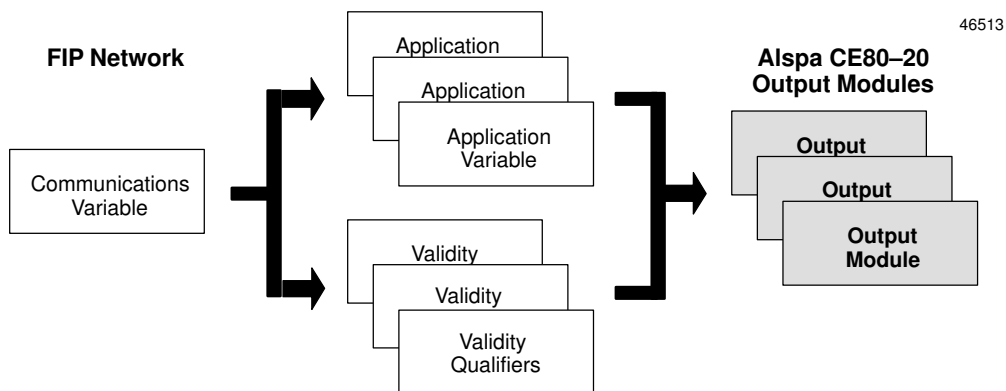 46513
FIP Network
Communications
Variable
Application
Application
Application
Variable
Validity
Validity
Validity
Qualifiers
Alspa CE80–20
Output Modules
Output
Output
Output
Module